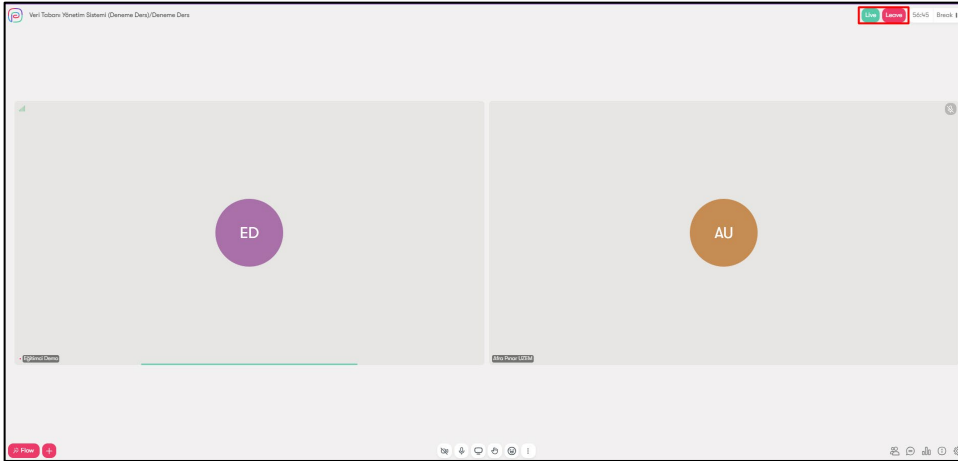 Veri Tabanı Yönetim Sistemi (Deneme Ders)/Deneme Ders
Live Leave 56:45 Break
ED
AU
Eğitimci Demo
Afra Pınar UZEM
Flow +